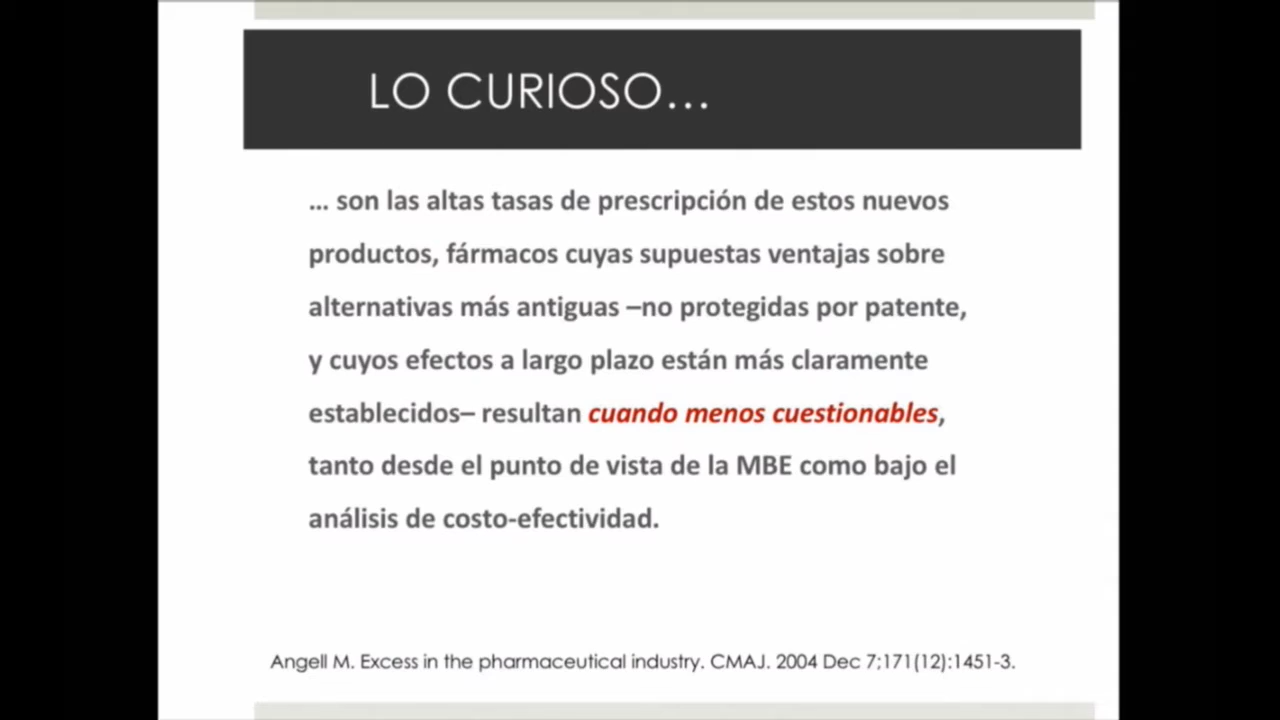 LO CURIOSO...
... son las altas tasas de prescripción de estos nuevos
productos, fármacos cuyas supuestas ventajas sobre
alternativas más antiguas –no protegidas por patente,
y cuyos efectos a largo plazo están más claramente
establecidos– resultan cuando menos cuestionables,
tanto desde el punto de vista de la MBE como bajo el
análisis de costo-efectividad.
Angell M. Excess in the pharmaceutical industry. CMAJ. 2004 Dec 7;171(12):1451-3.